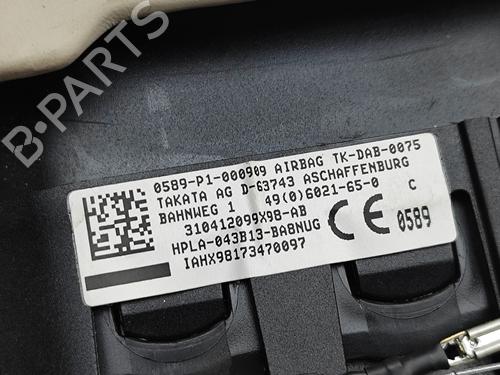 B-PARTS
0589-P1-000909 AIRBAG TK-DAB-0075
TAKATA AG D-63743 ASCHAFFENBURG
BAHNWEG 1 49(0)6021-65-0 C
310412099X98-AB
HPLA-043B13-BA8NUG
IAHX98173470097
CE 0589